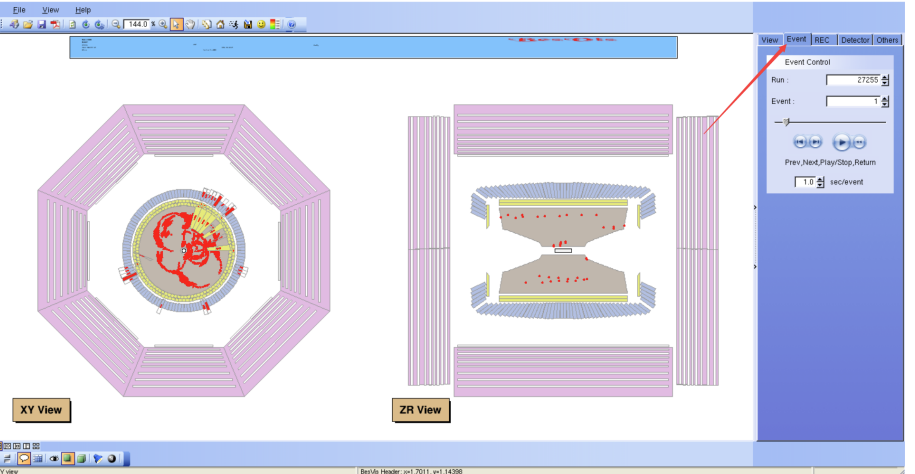 File View Help
144.0 %
View Event REC Detector Others
Event Control
Run : 27255
Event : 1
Prev,Next,Play/Stop,Return
1.0 sec/event
XY View
ZR View
Y view
BesVis Header: x=1.7011, y=1.14398